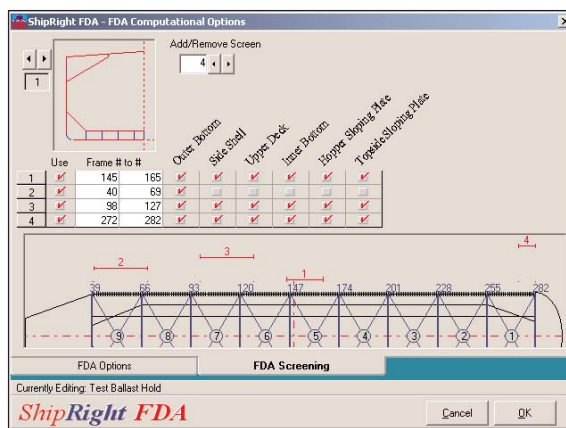 ShipRight FDA - FDA Computational Options
Add/Remove Screen
4
1
Outer Bottom
Side Shell
Upper Deck
Inner Bottom
Hopper Sloping Plate
Topside Sloping Plate
Use Frame # to #
1 145 165
2 40 69
3 98 127
4 272 282
4
3
2
1
39 66 93 120 147 174 201 228 255 282
9 8 7 6 5 4 3 2 1
FDA Options FDA Screening
Currently Editing: Test Ballast Hold
ShipRight FDA Cancel OK